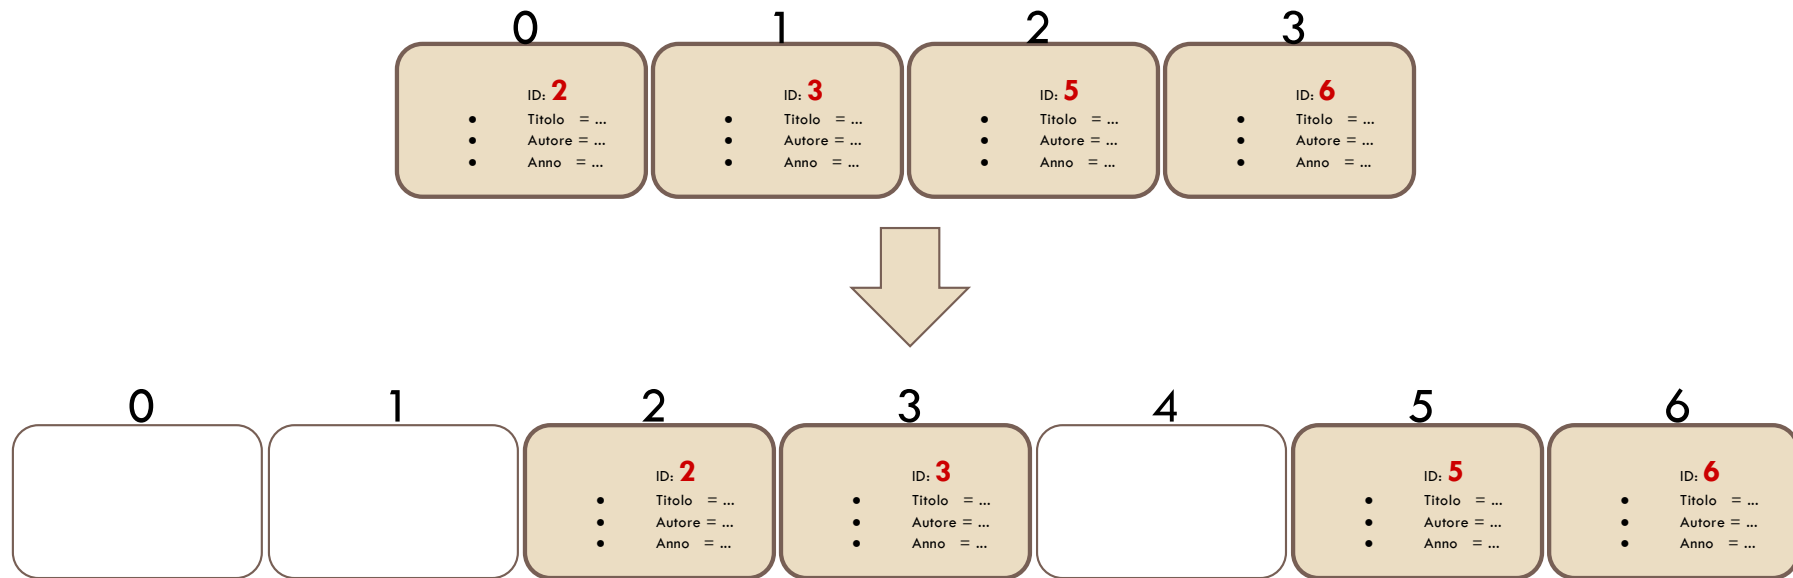 0 1 2 3
ID: 2 ID: 3 ID: 5 ID: 6
• Titolo = ... • Titolo = ... • Titolo = ... • Titolo = ...
• Autore = ... • Autore = ... • Autore = ... • Autore = ...
• Anno = ... • Anno = ... • Anno = ... • Anno = ...
0 1 2 3 4 5 6
ID: 2 ID: 3 ID: 5 ID: 6
• Titolo = ... • Titolo = ... • Titolo = ... • Titolo = ...
• Autore = ... • Autore = ... • Autore = ... • Autore = ...
• Anno = ... • Anno = ... • Anno = ... • Anno = ...